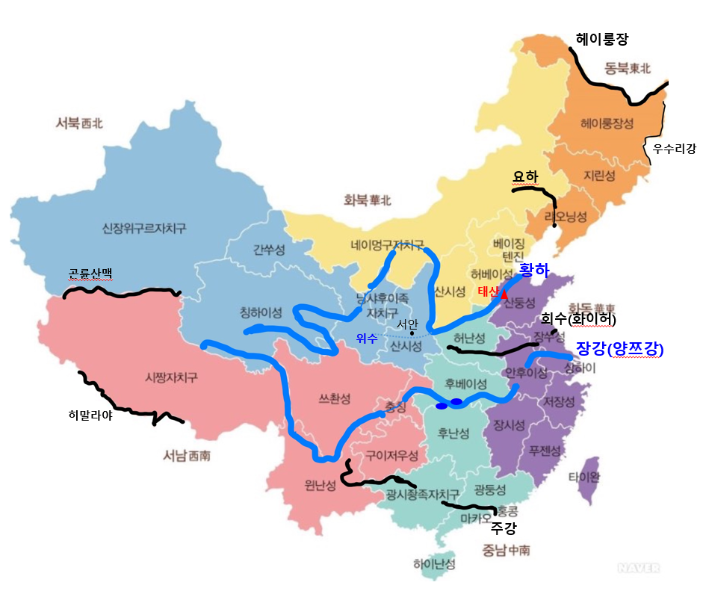 헤이룽장
동북東北
서북西北
헤이룽장성
우수리강
지린성
요하
화북華北
랴오닝성
신장위구르자치구
네이멍구자치구
간쑤성
베이징
텐진
곤륜산맥
허베이성
황하
닝샤후이족
자치구
산시성
태산
산둥성
화동華東
칭하이성
서안
회수(화이허)
위수
산시성
허난성
장쑤성
장강(양쯔강)
시짱자치구
안후이성
상하이
쓰촨성
후베이성
충칭
저장성
히말라야
장시성
후난성
구이저우성
푸젠성
서남西南
타이완
윈난성
광시좡족자치구
광둥성
홍콩
마카오
주강
중남中南
하이난성
NAVER